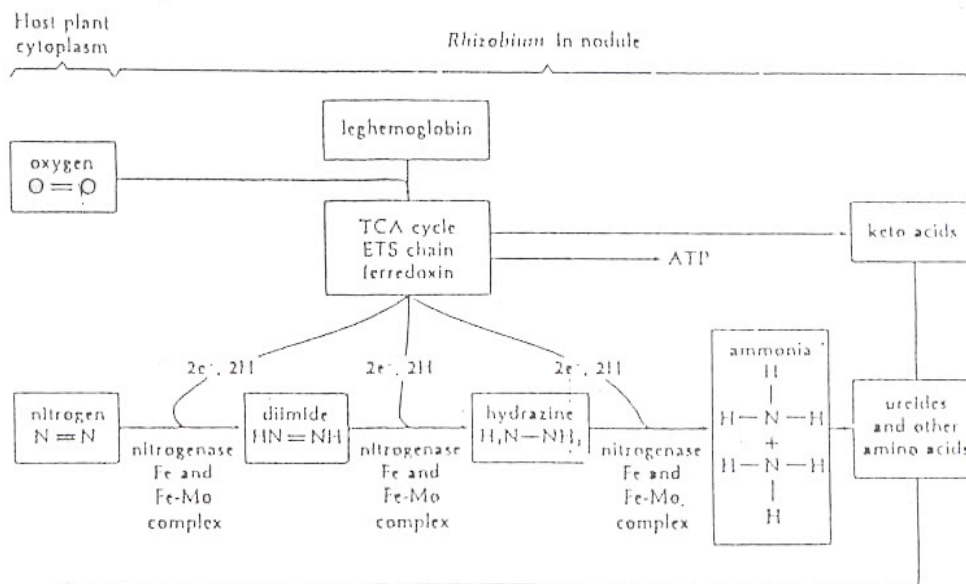 Host plant
cytoplasm
Rhizobium in nodule
leghemoglobin
oxygen
O=O
TCA cycle
ETS chain
ferredoxin
keto acids
ATP
2e⁻, 2H
2e⁻, 2H
2e⁻, 2H
nitrogen
N=N
nitrogenase
Fe and
Fe-Mo
complex
diimide
HN=NH
nitrogenase
Fe and
Fe-Mo
complex
hydrazine
H₂N—NH₂
nitrogenase
Fe and
Fe-Mo
complex
ammonia
H
H—N—H
+
H—N—H
H
ureides
and other
amino acids